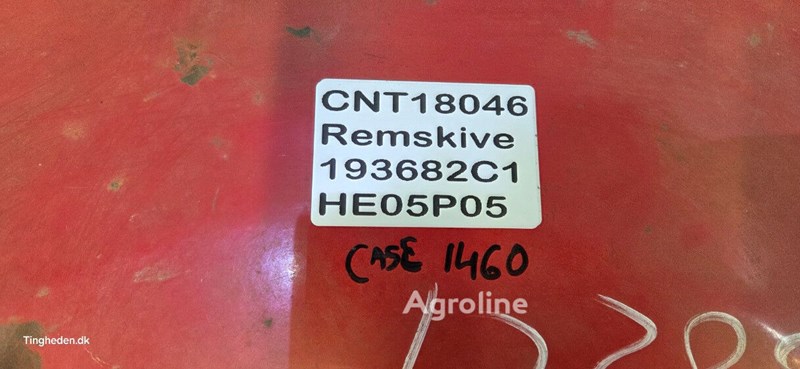 CNT18046
Remskive
193682C1
HE05P05
CASE 1460
Agroline
Tingheden.dk